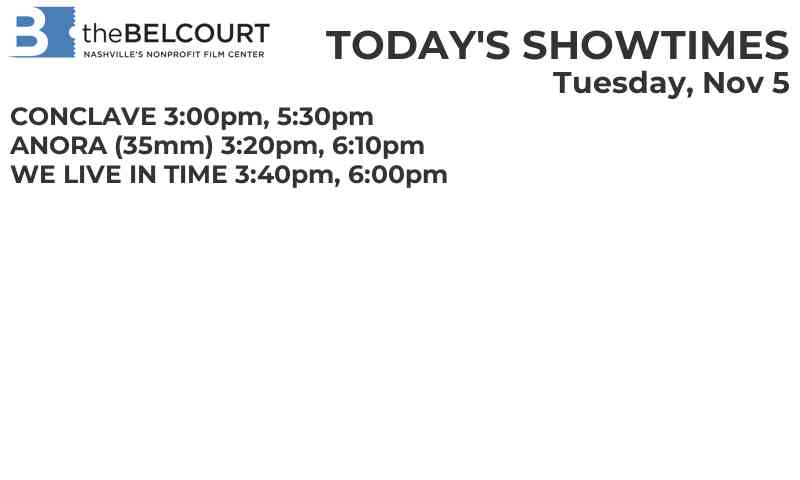 B theBELCOURT
NASHVILLE'S NONPROFIT FILM CENTER
TODAY'S SHOWTIMES
Tuesday, Nov 5
CONCLAVE 3:00pm, 5:30pm
ANORA (35mm) 3:20pm, 6:10pm
WE LIVE IN TIME 3:40pm, 6:00pm